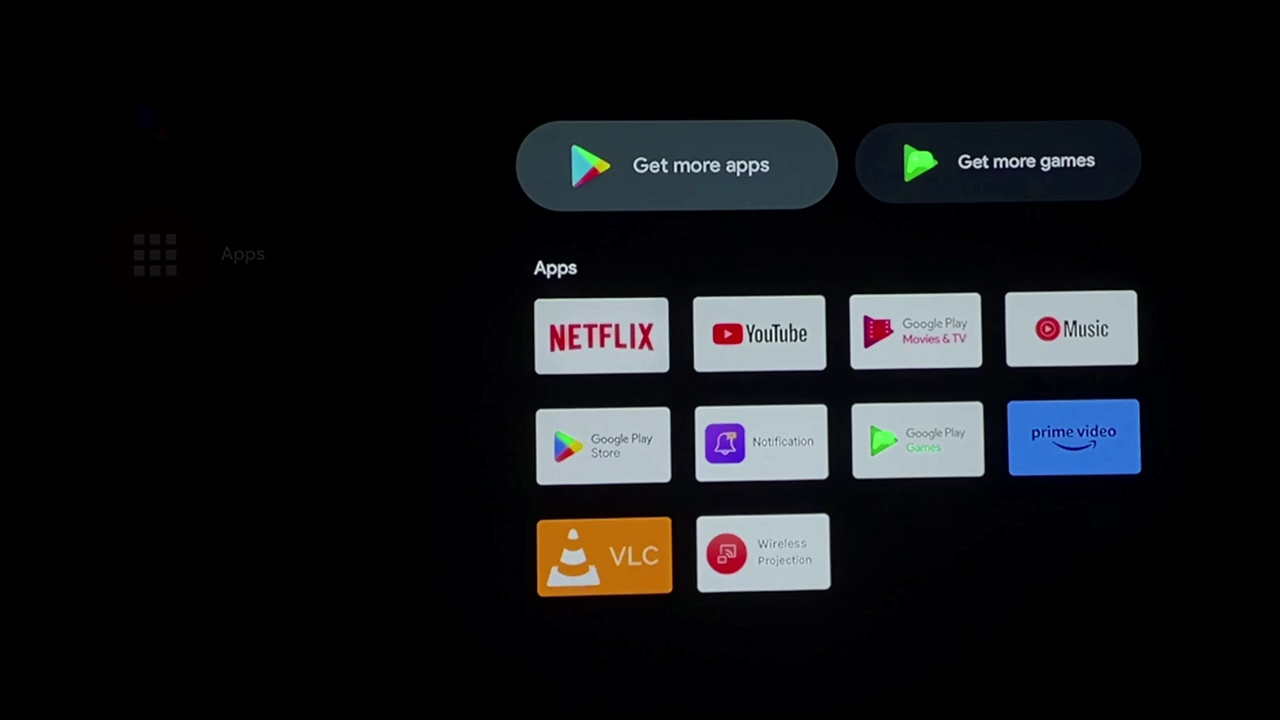 Get more apps
Get more games
Apps
Apps
NETFLIX
YouTube
Google Play
Movies & TV
Music
Google Play
Store
Notification
Google Play
Games
prime video
VLC
Wireless
Projection